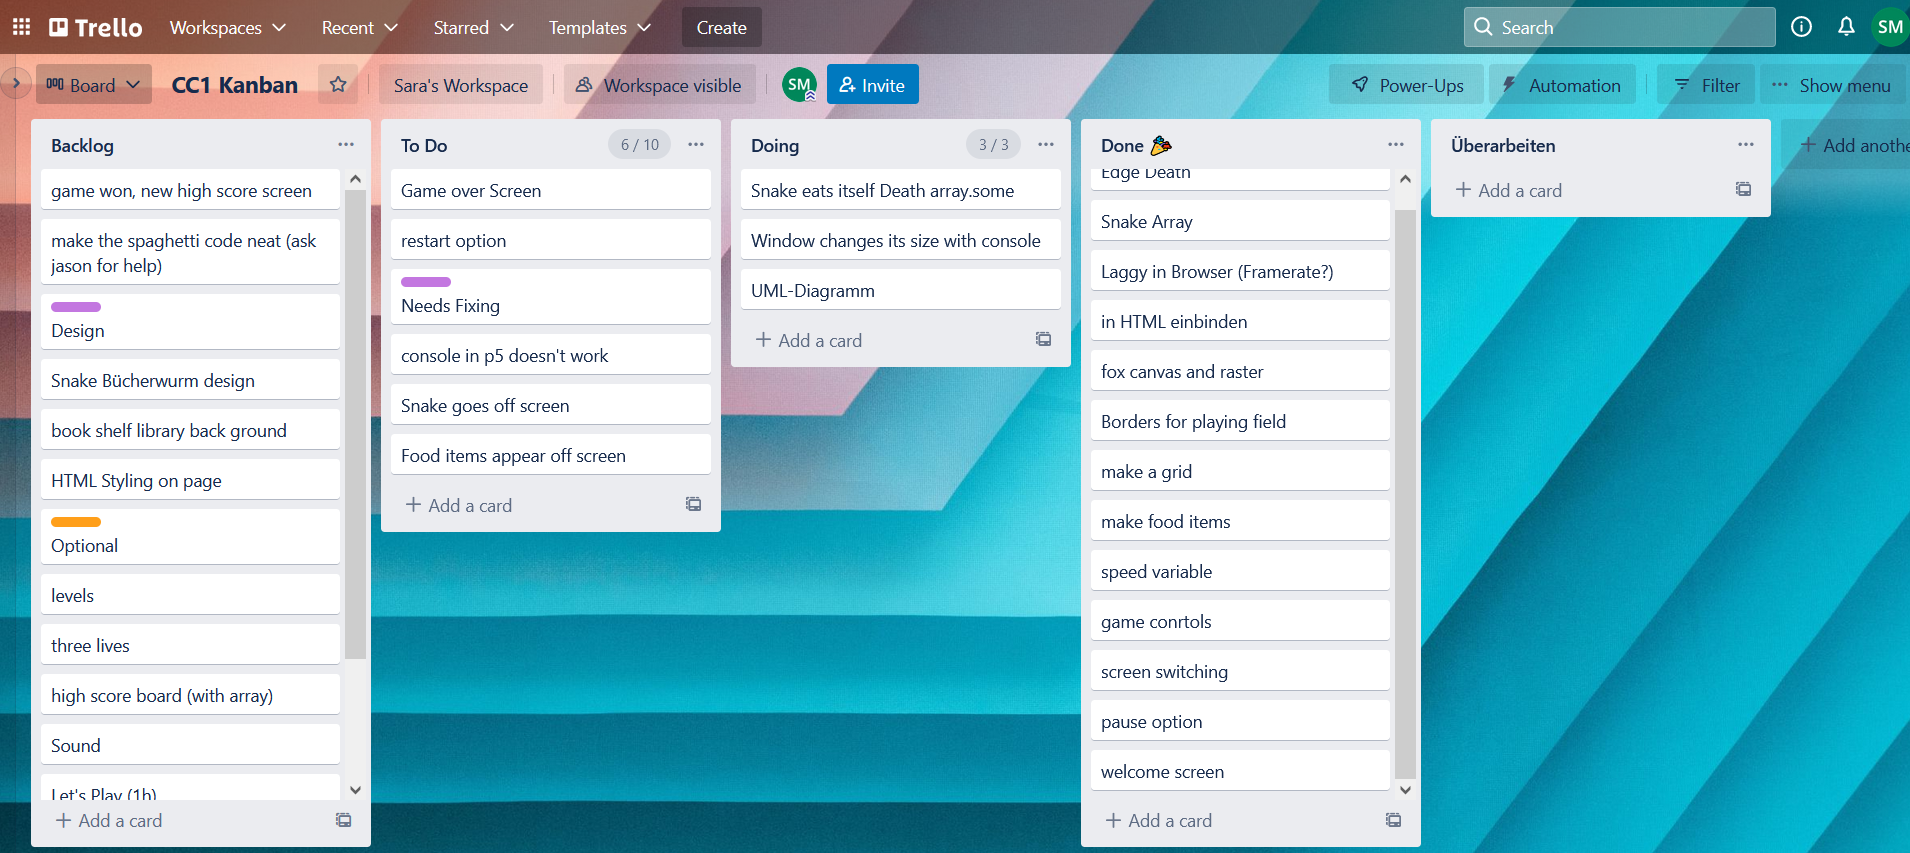 Trello
Workspaces
Recent
Starred
Templates
Create
Search
SM
Board
CC1 Kanban
Sara's Workspace
Workspace visible
SM
Invite
Power-Ups
Automation
Filter
Show menu
Backlog
game won, new high score screen
make the spaghetti code neat (ask
jason for help)
Design
Snake Bücherwurm design
book shelf library back ground
HTML Styling on page
Optional
levels
three lives
high score board (with array)
Sound
Let's Play (1h)
+ Add a card
To Do
6 / 10
Game over Screen
restart option
Needs Fixing
console in p5 doesn't work
Snake goes off screen
Food items appear off screen
+ Add a card
Doing
3 / 3
Snake eats itself Death array.some
Window changes its size with console
UML-Diagramm
+ Add a card
Done 🎉
Edge Death
Snake Array
Laggy in Browser (Framerate?)
in HTML einbinden
fox canvas and raster
Borders for playing field
make a grid
make food items
speed variable
game conrtols
screen switching
pause option
welcome screen
+ Add a card
Überarbeiten
+ Add a card
+ Add anothe